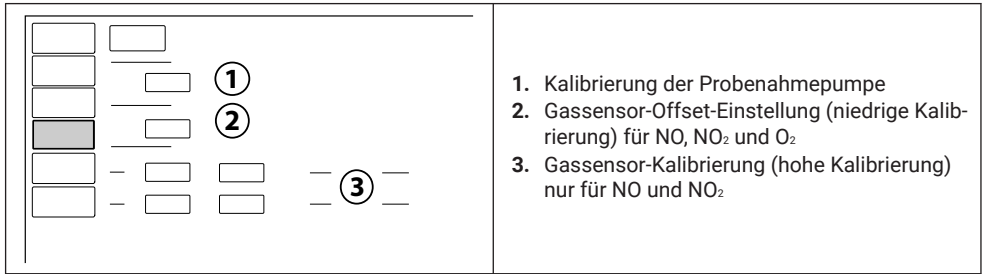 1
2
3
1. Kalibrierung der Probenahmepumpe
2. Gassensor-Offset-Einstellung (niedrige Kalib-
rierung) für NO, NO₂ und O₂
3. Gassensor-Kalibrierung (hohe Kalibrierung)
nur für NO und NO₂